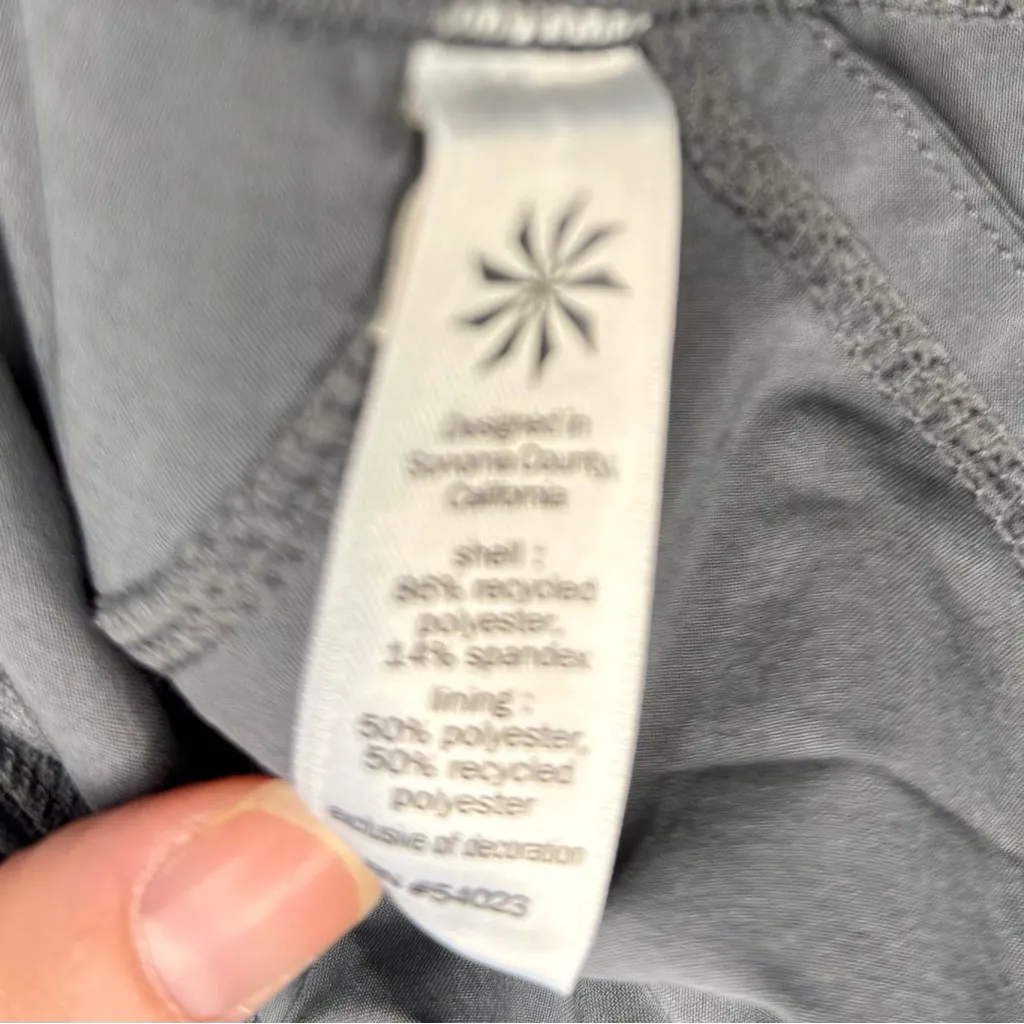 Designed in
Sonoma County,
California
shell :
86% recycled
polyester,
14% spandex
lining :
50% polyester,
50% recycled
polyester
exclusive of decoration
#54023